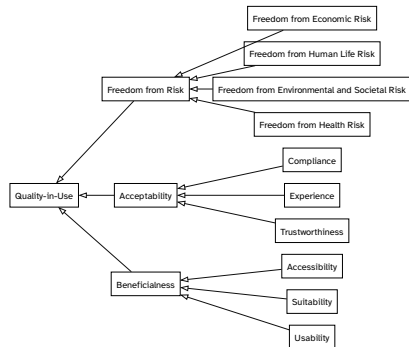 Freedom from Economic Risk
Freedom from Human Life Risk
Freedom from Risk
Freedom from Environmental and Societal Risk
Freedom from Health Risk
Compliance
Quality-in-Use
Acceptability
Experience
Trustworthiness
Accessibility
Beneficialness
Suitability
Usability